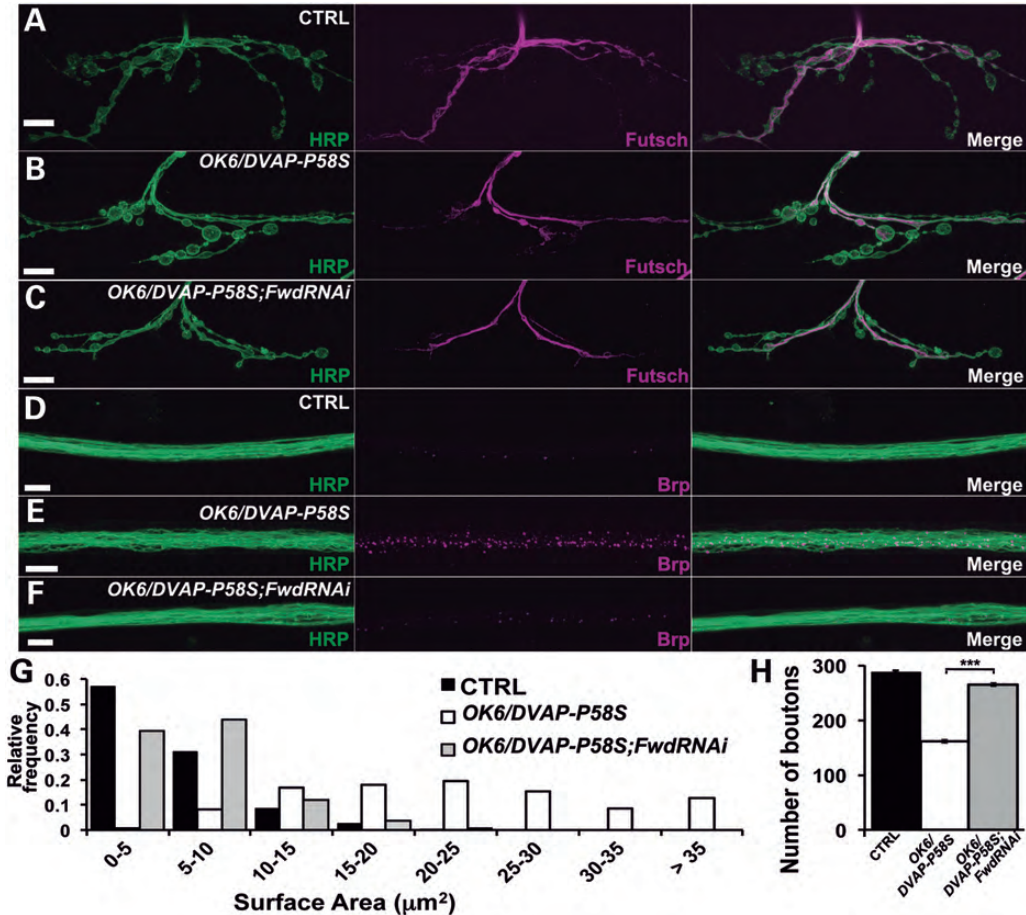 A CTRL
HRP Futsch Merge
B OK6/DVAP-P58S
HRP Futsch Merge
C OK6/DVAP-P58S;FwdRNAi
HRP Futsch Merge
D CTRL
HRP Brp Merge
E OK6/DVAP-P58S
HRP Brp Merge
F OK6/DVAP-P58S;FwdRNAi
HRP Brp Merge
G
Relative
frequency
0.6
0.5
0.4
0.3
0.2
0.1
0
CTRL
OK6/DVAP-P58S
OK6/DVAP-P58S;FwdRNAi
0-5 5-10 10-15 15-20 20-25 25-30 30-35 > 35
Surface Area (µm²)
H
Number of boutons
300
200
100
0
***
CTRL
OK6/
DVAP-P58S
OK6/
DVAP-P58S;
FwdRNAi